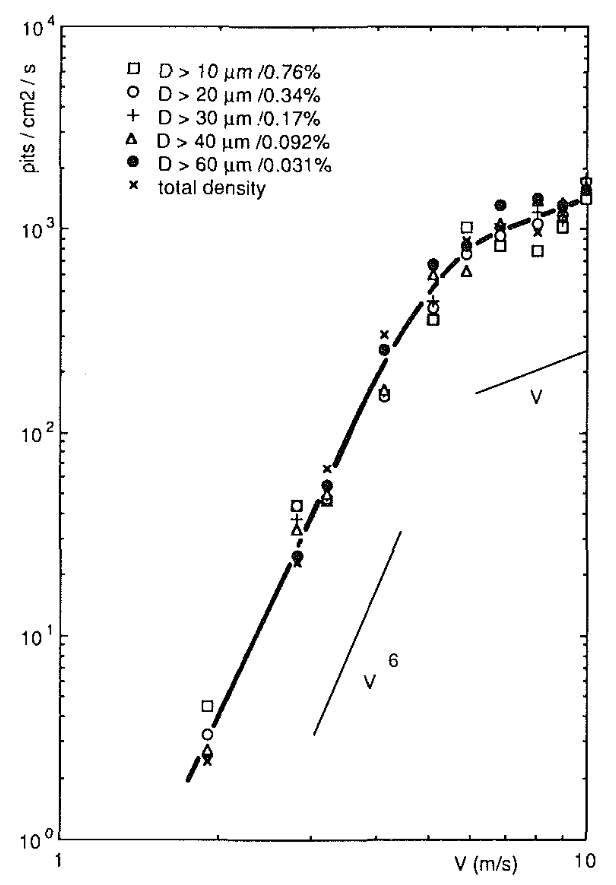 10^4
pits / cm2 / s
D > 10 µm /0.76%
D > 20 µm /0.34%
D > 30 µm /0.17%
D > 40 µm /0.092%
D > 60 µm /0.031%
total density
10^3
V
10^2
V^6
10^1
10^0
1
V (m/s)
10